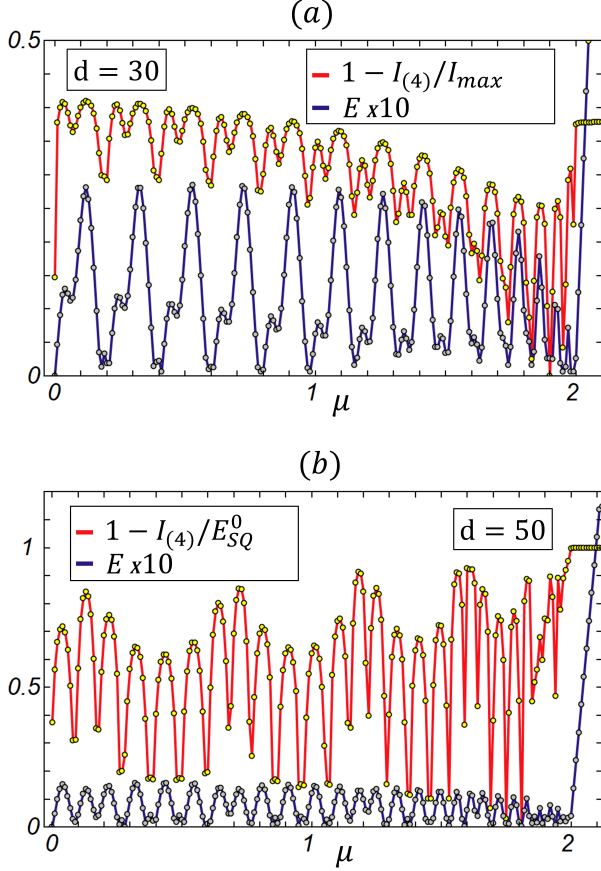 (a)
0.5
d = 30
1 − I(4)/Imax
E x10
0
0
1
2
μ
(b)
1
1 − I(4)/E⁰SQ
E x10
d = 50
0.5
0
0
1
2
μ